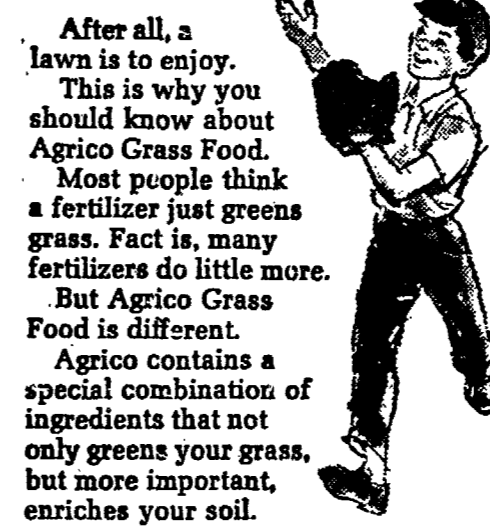 After all, a
lawn is to enjoy.
This is why you
should know about
Agrico Grass Food.
Most people think
a fertilizer just greens
grass. Fact is, many
fertilizers do little more.
But Agrico Grass
Food is different.
Agrico contains a
special combination of
ingredients that not
only greens your grass,
but more important,
enriches your soil.